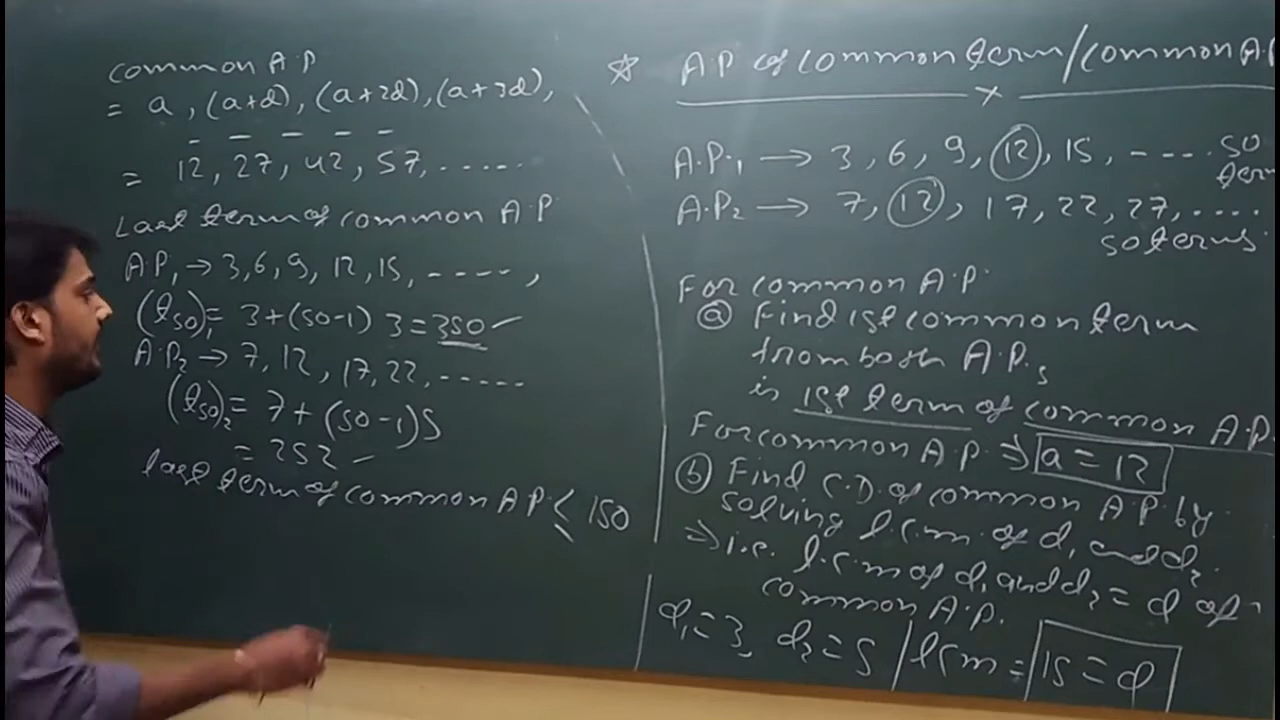 common A.P
= a, (a+d), (a+2d), (a+3d),
= 12, 27, 42, 57, ......
Last term of common A.P
A.P₁ → 3,6,9, 12,15, -----,
(t₅₀)₁= 3+(50-1) 3=350
A.P₂ → 7, 12, 17, 22, ------
(t₅₀)₂= 7+(50-1)5
= 252
last term of common A.P. ≤ 150
☆ A.P of common term/common A.P
A.P.₁ → 3, 6, 9, 12, 15, ----- 50
term
A.P₂ → 7, 12, 17, 22, 27, ......
50 terms.
For common A.P.
ⓐ Find 1st common term
from both A.P.s
is 1st term of common A.P.
For common A.P. ⇒ a=12
ⓑ Find C.D. of common A.P. by
solving l.c.m. of d₁ and d₂.
⇒ i.e. l.c.m of d₁ and d₂ = d of
common A.P.
d₁=3, d₂=5 / lcm = 15=d